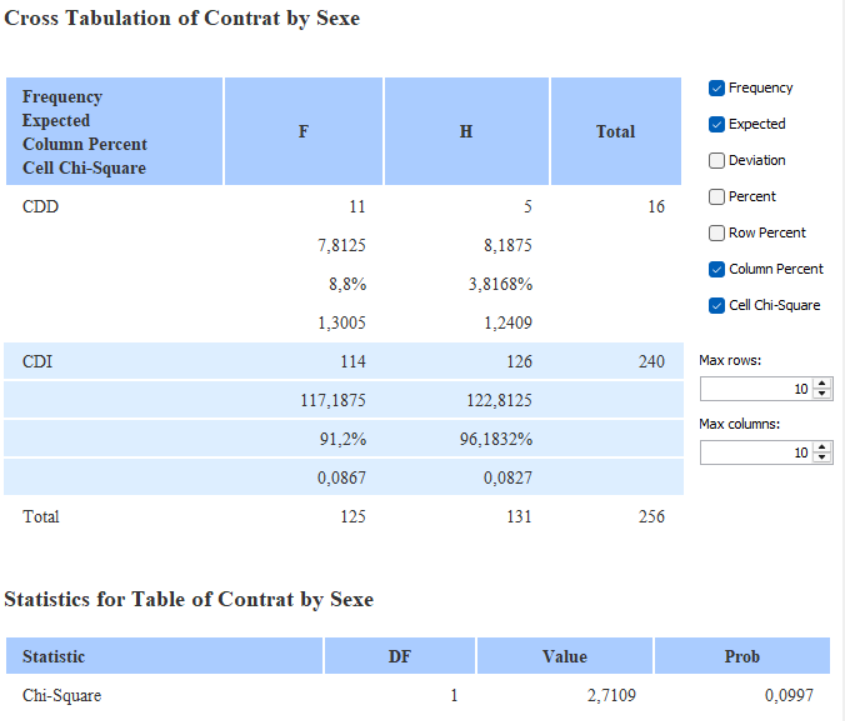 Cross Tabulation of Contrat by Sexe
Frequency
Expected
Column Percent
Cell Chi-Square
F H Total
CDD 11 5 16
7,8125 8,1875
8,8% 3,8168%
1,3005 1,2409
CDI 114 126 240
117,1875 122,8125
91,2% 96,1832%
0,0867 0,0827
Total 125 131 256
Frequency
Expected
Deviation
Percent
Row Percent
Column Percent
Cell Chi-Square
Max rows:
10
Max columns:
10
Statistics for Table of Contrat by Sexe
Statistic DF Value Prob
Chi-Square 1 2,7109 0,0997